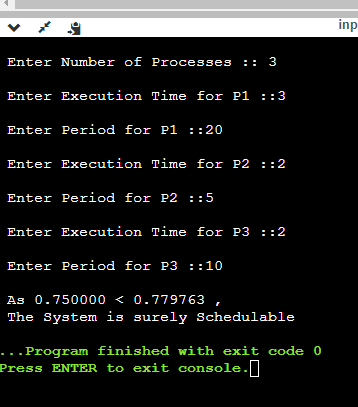 inp
Enter Number of Processes :: 3
Enter Execution Time for P1 ::3
Enter Period for P1 ::20
Enter Execution Time for P2 ::2
Enter Period for P2 ::5
Enter Execution Time for P3 ::2
Enter Period for P3 ::10
As 0.750000 < 0.779763 ,
The System is surely Schedulable
...Program finished with exit code 0
Press ENTER to exit console.